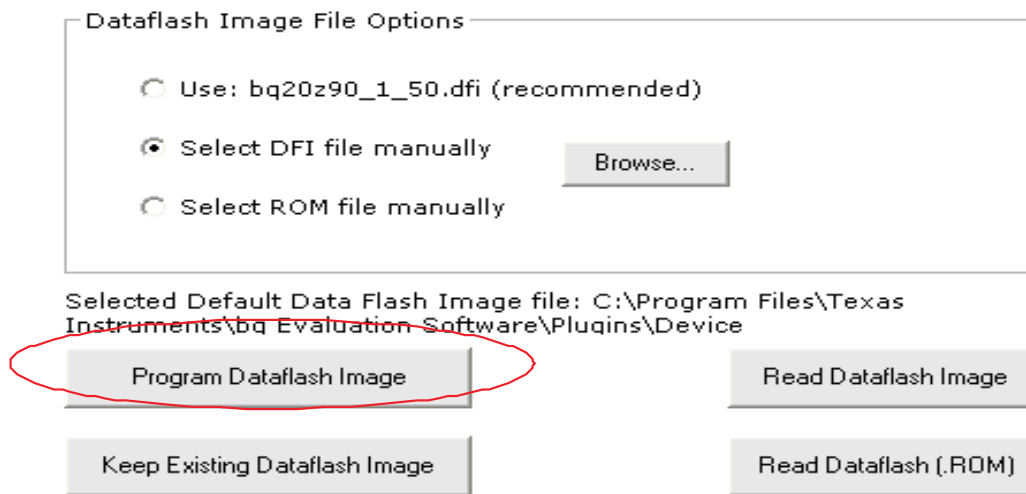 Dataflash Image File Options
Use: bq20z90_1_50.dfi (recommended)
Select DFI file manually
Browse...
Select ROM file manually
Selected Default Data Flash Image file: C:\Program Files\Texas
Instruments\bq Evaluation Software\Plugins\Device
Program Dataflash Image
Read Dataflash Image
Keep Existing Dataflash Image
Read Dataflash (.ROM)